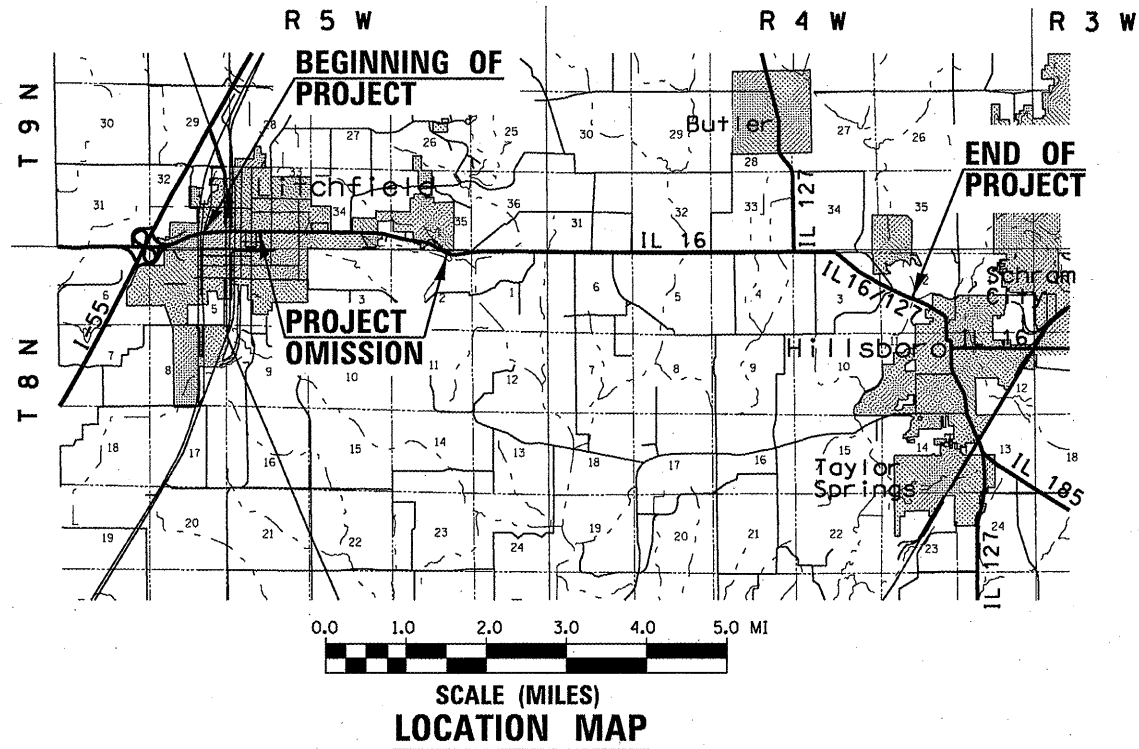 R 5 W
R 4 W
R 3 W
T 9 N
T 8 N
BEGINNING OF
PROJECT
30
29
28
27
26
25
30
29
Butler
28
27
26
END OF
PROJECT
32
33
31
Litchfield
34
35
36
31
32
33
IL 127
34
35
IL 16
IL 16/127
Schram
City
6
5
3
2
1
6
5
4
3
2
I-55
PROJECT
OMISSION
Hillsboro
IL 16
7
8
9
10
11
12
7
8
9
10
12
18
17
16
15
14
13
18
17
16
15
14
13
18
Taylor
Springs
IL 185
19
20
21
22
23
24
19
20
21
22
23
24
IL 127
0.0 1.0 2.0 3.0 4.0 5.0 MI
SCALE (MILES)
LOCATION MAP